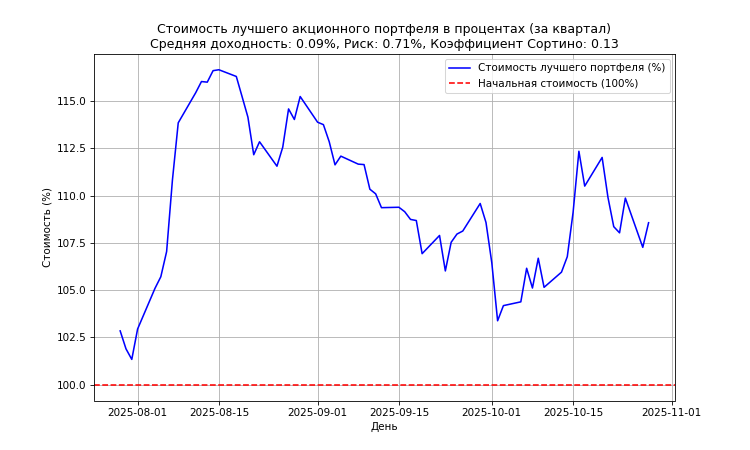 Стоимость лучшего акционного портфеля в процентах (за квартал)
Средняя доходность: 0.09%, Риск: 0.71%, Коэффициент Сортино: 0.13
Стоимость лучшего портфеля (%)
Начальная стоимость (100%)
Стоимость (%)
115.0
112.5
110.0
107.5
105.0
102.5
100.0
2025-08-01
2025-08-15
2025-09-01
2025-09-15
2025-10-01
2025-10-15
2025-11-01
День